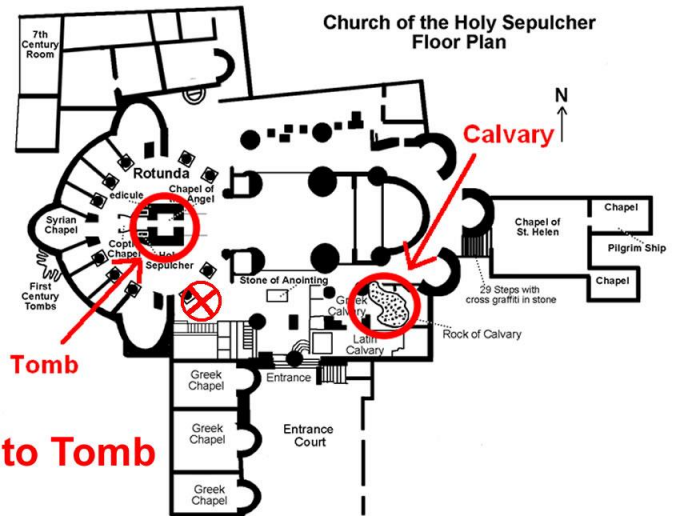 Church of the Holy Sepulcher
Floor Plan
7th
Century
Room
N
Calvary
Rotunda
Chapel of
Angel
edicule
Syrian
Chapel
Chapel
Sepulcher
First
Century
Tombs
Stone of Anointing
Greek
Calvary
Latin
Calvary
Rock of Calvary
29 Steps with
cross graffiti in stone
Chapel of
St. Helen
Chapel
Pilgrim Ship
Chapel
Tomb
Entrance
Greek
Chapel
Greek
Chapel
Greek
Chapel
Entrance
Court
to Tomb